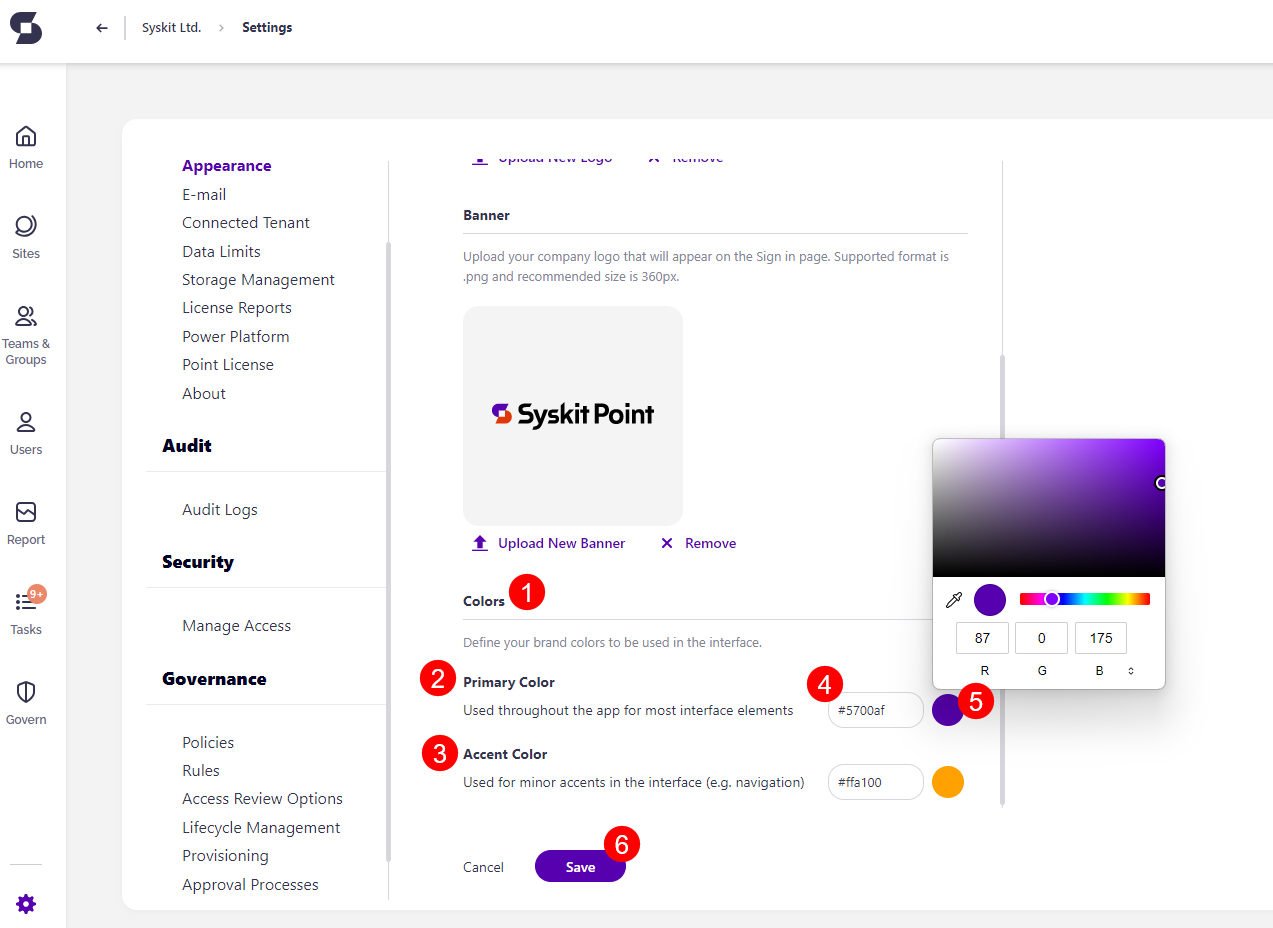 Syskit Ltd. › Settings
Home
Sites
Teams &
Groups
Users
Report
9+
Tasks
Govern
Appearance
E-mail
Connected Tenant
Data Limits
Storage Management
License Reports
Power Platform
Point License
About
Audit
Audit Logs
Security
Manage Access
Governance
Policies
Rules
Access Review Options
Lifecycle Management
Provisioning
Approval Processes
Upload New Logo Remove
Banner
Upload your company logo that will appear on the Sign in page. Supported format is
.png and recommended size is 360px.
Syskit Point
Upload New Banner Remove
Colors 1
Define your brand colors to be used in the interface.
2 Primary Color 4
Used throughout the app for most interface elements #5700af 5
3 Accent Color
Used for minor accents in the interface (e.g. navigation) #ffa100
87 0 175
R G B
6
Cancel Save